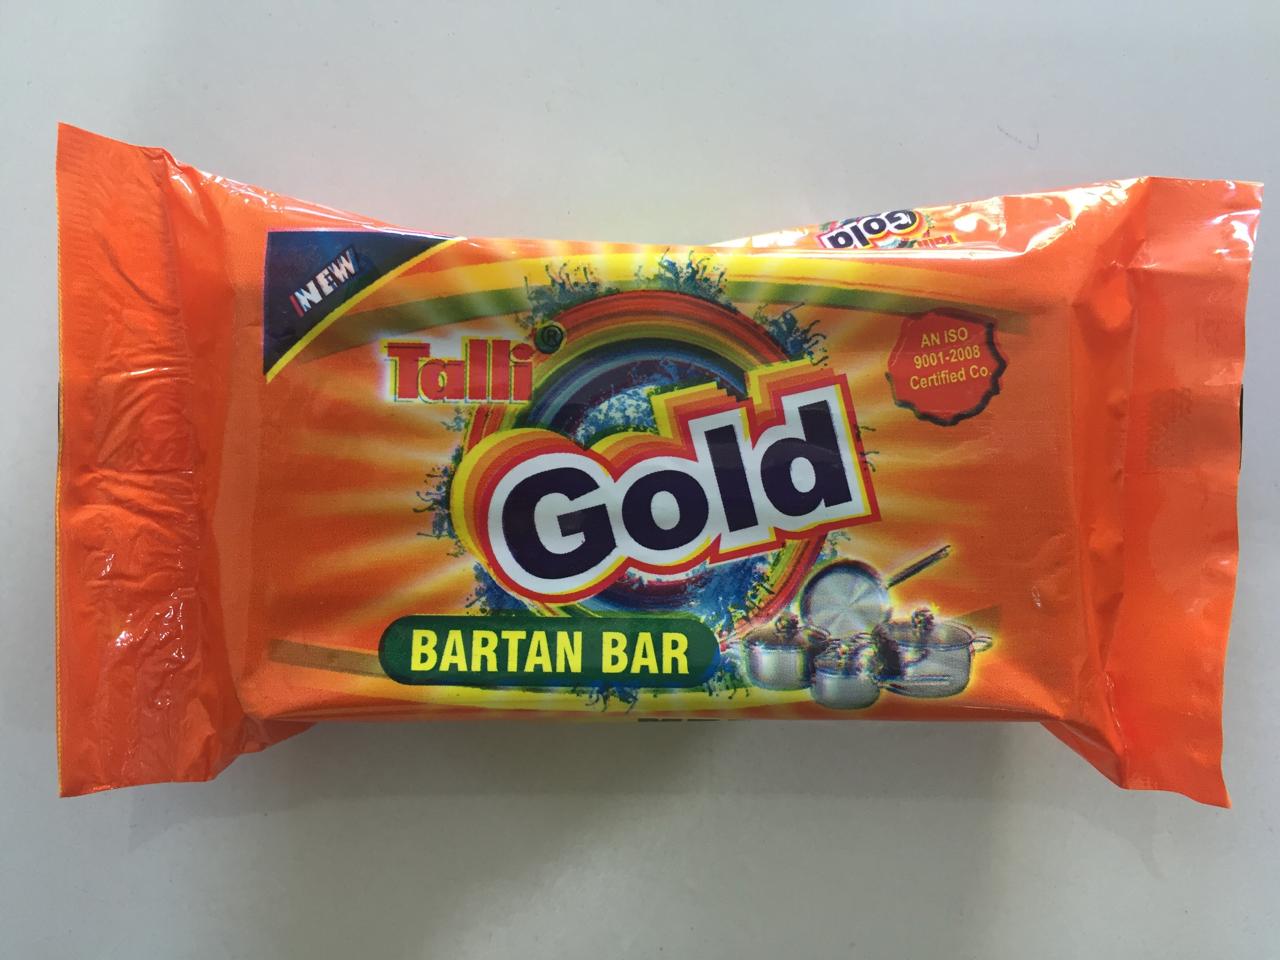 NEW
Talli®
Gold
AN ISO
9001-2008
Certified Co.
BARTAN BAR
Talli
Gold